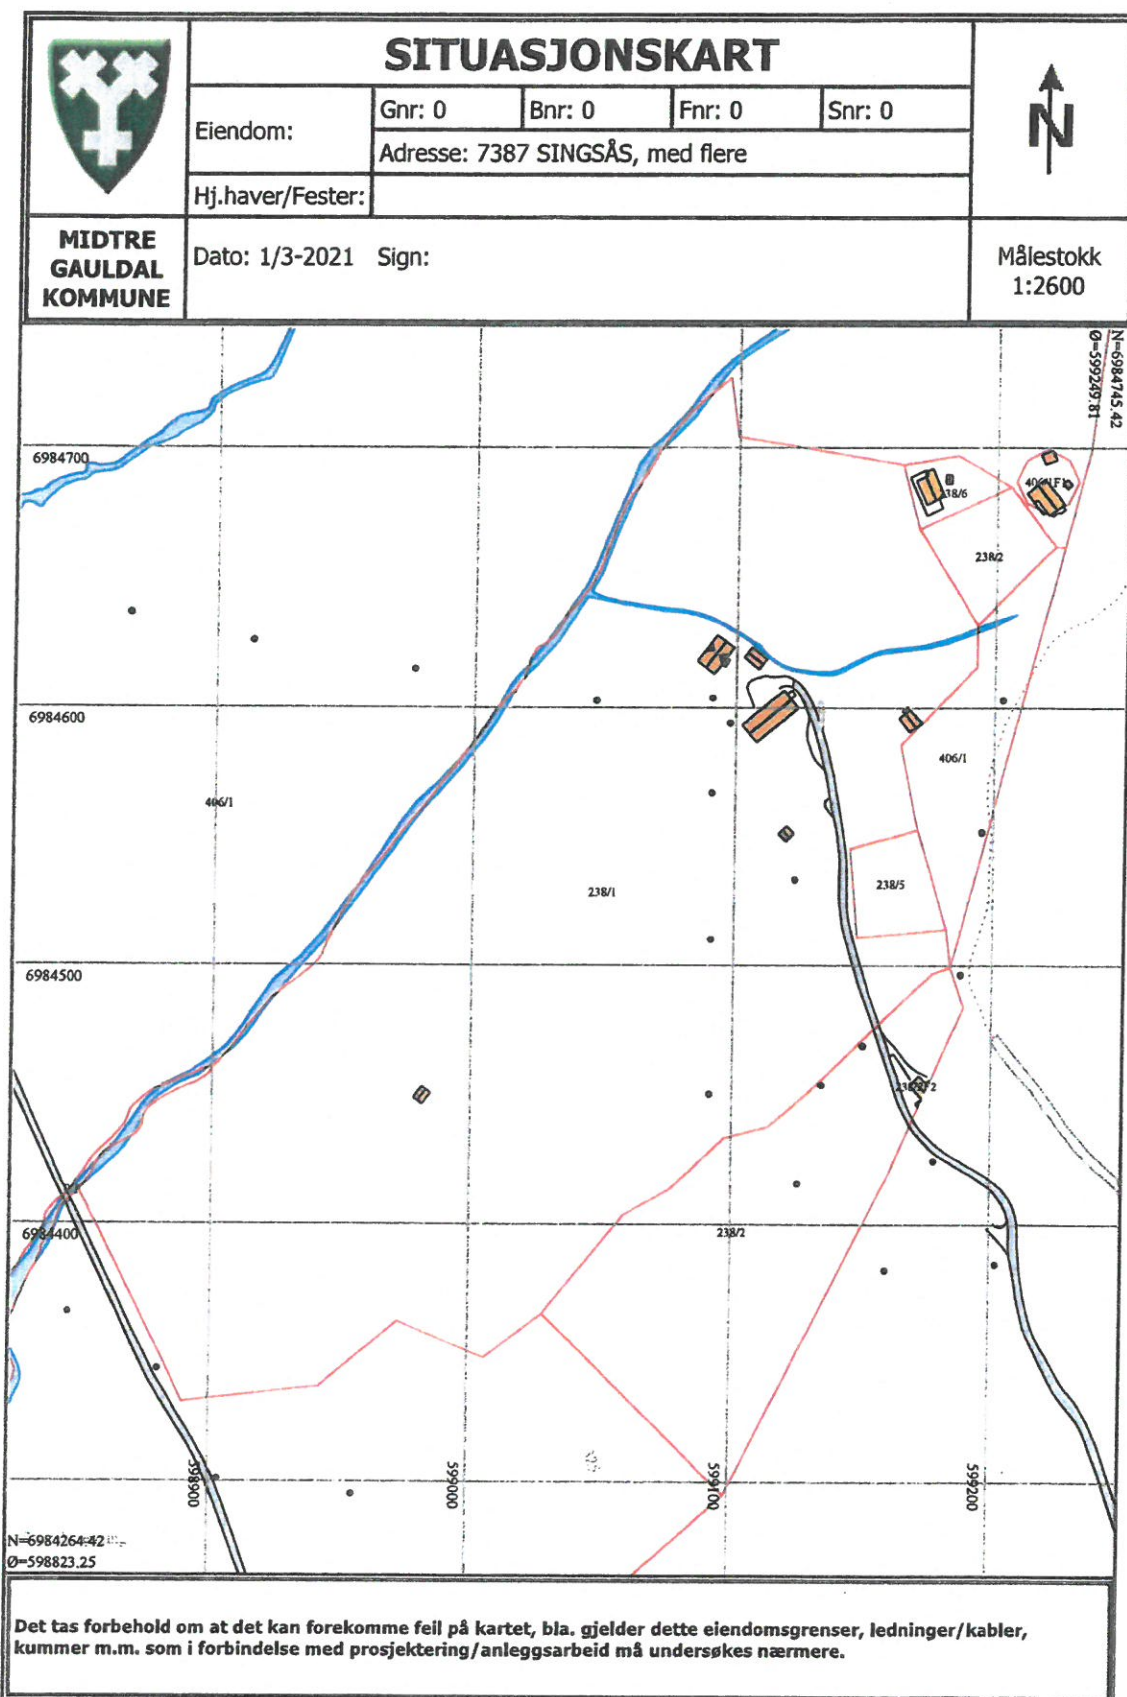 SITUASJONSKART
Eiendom:
Gnr: 0
Bnr: 0
Fnr: 0
Snr: 0
Adresse: 7387 SINGSÅS, med flere
Hj.haver/Fester:
N
MIDTRE
GAULDAL
KOMMUNE
Dato: 1/3-2021 Sign:
Målestokk
1:2600
N=6984745.42
Ø=599249.81
6984700
238/6
238/2
6984600
406/1
406/1
238/1
238/5
6984500
6984400
238/2
598900
599000
599100
599200
N=6984264.42
Ø=598823.25
Det tas forbehold om at det kan forekomme feil på kartet, bla. gjelder dette eiendomsgrenser, ledninger/kabler,
kummer m.m. som i forbindelse med prosjektering/anleggsarbeid må undersøkes nærmere.